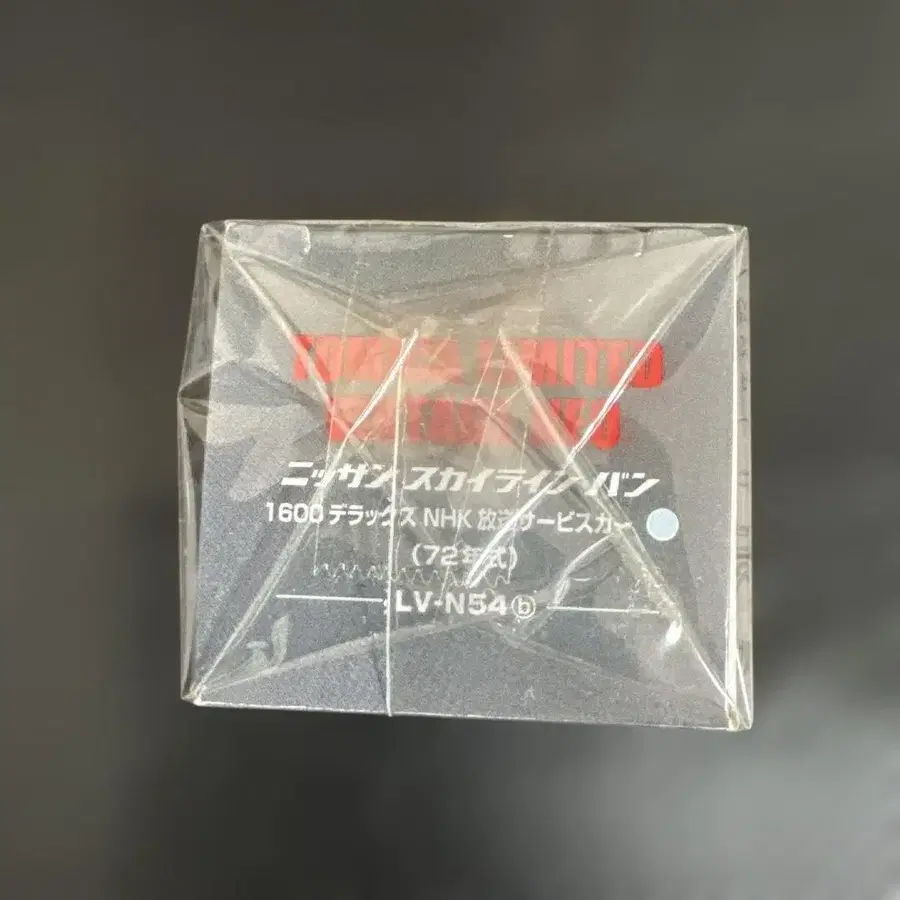 TOMICA LIMITED
VINTAGE NEO
ニッサン スカイライン バン
1600 デラックス NHK 放送サービスカー
(72年式)
LV-N54 ⓑ